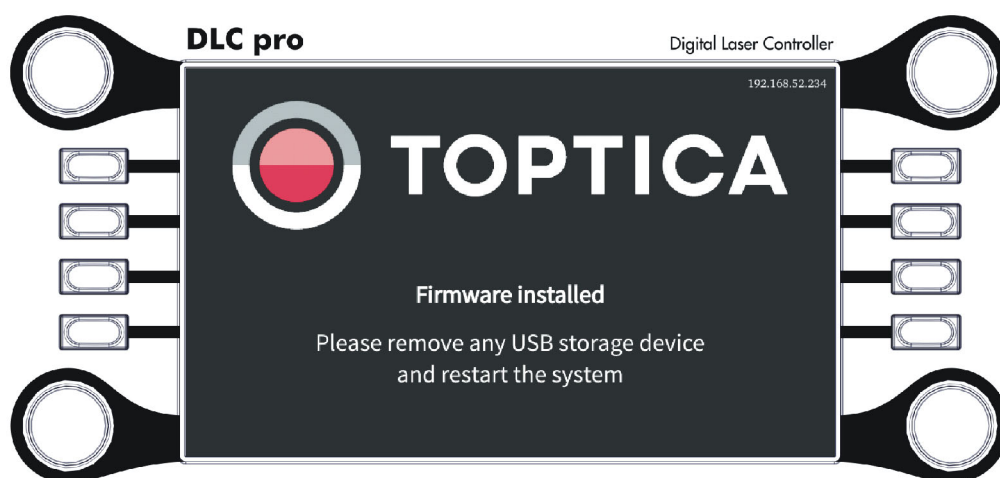 DLC pro
Digital Laser Controller
192.168.52.234
TOPTICA
Firmware installed
Please remove any USB storage device
and restart the system